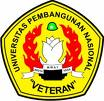 UNIVERSITAS PEMBANGUNAN NASIONAL
"VETERAN"